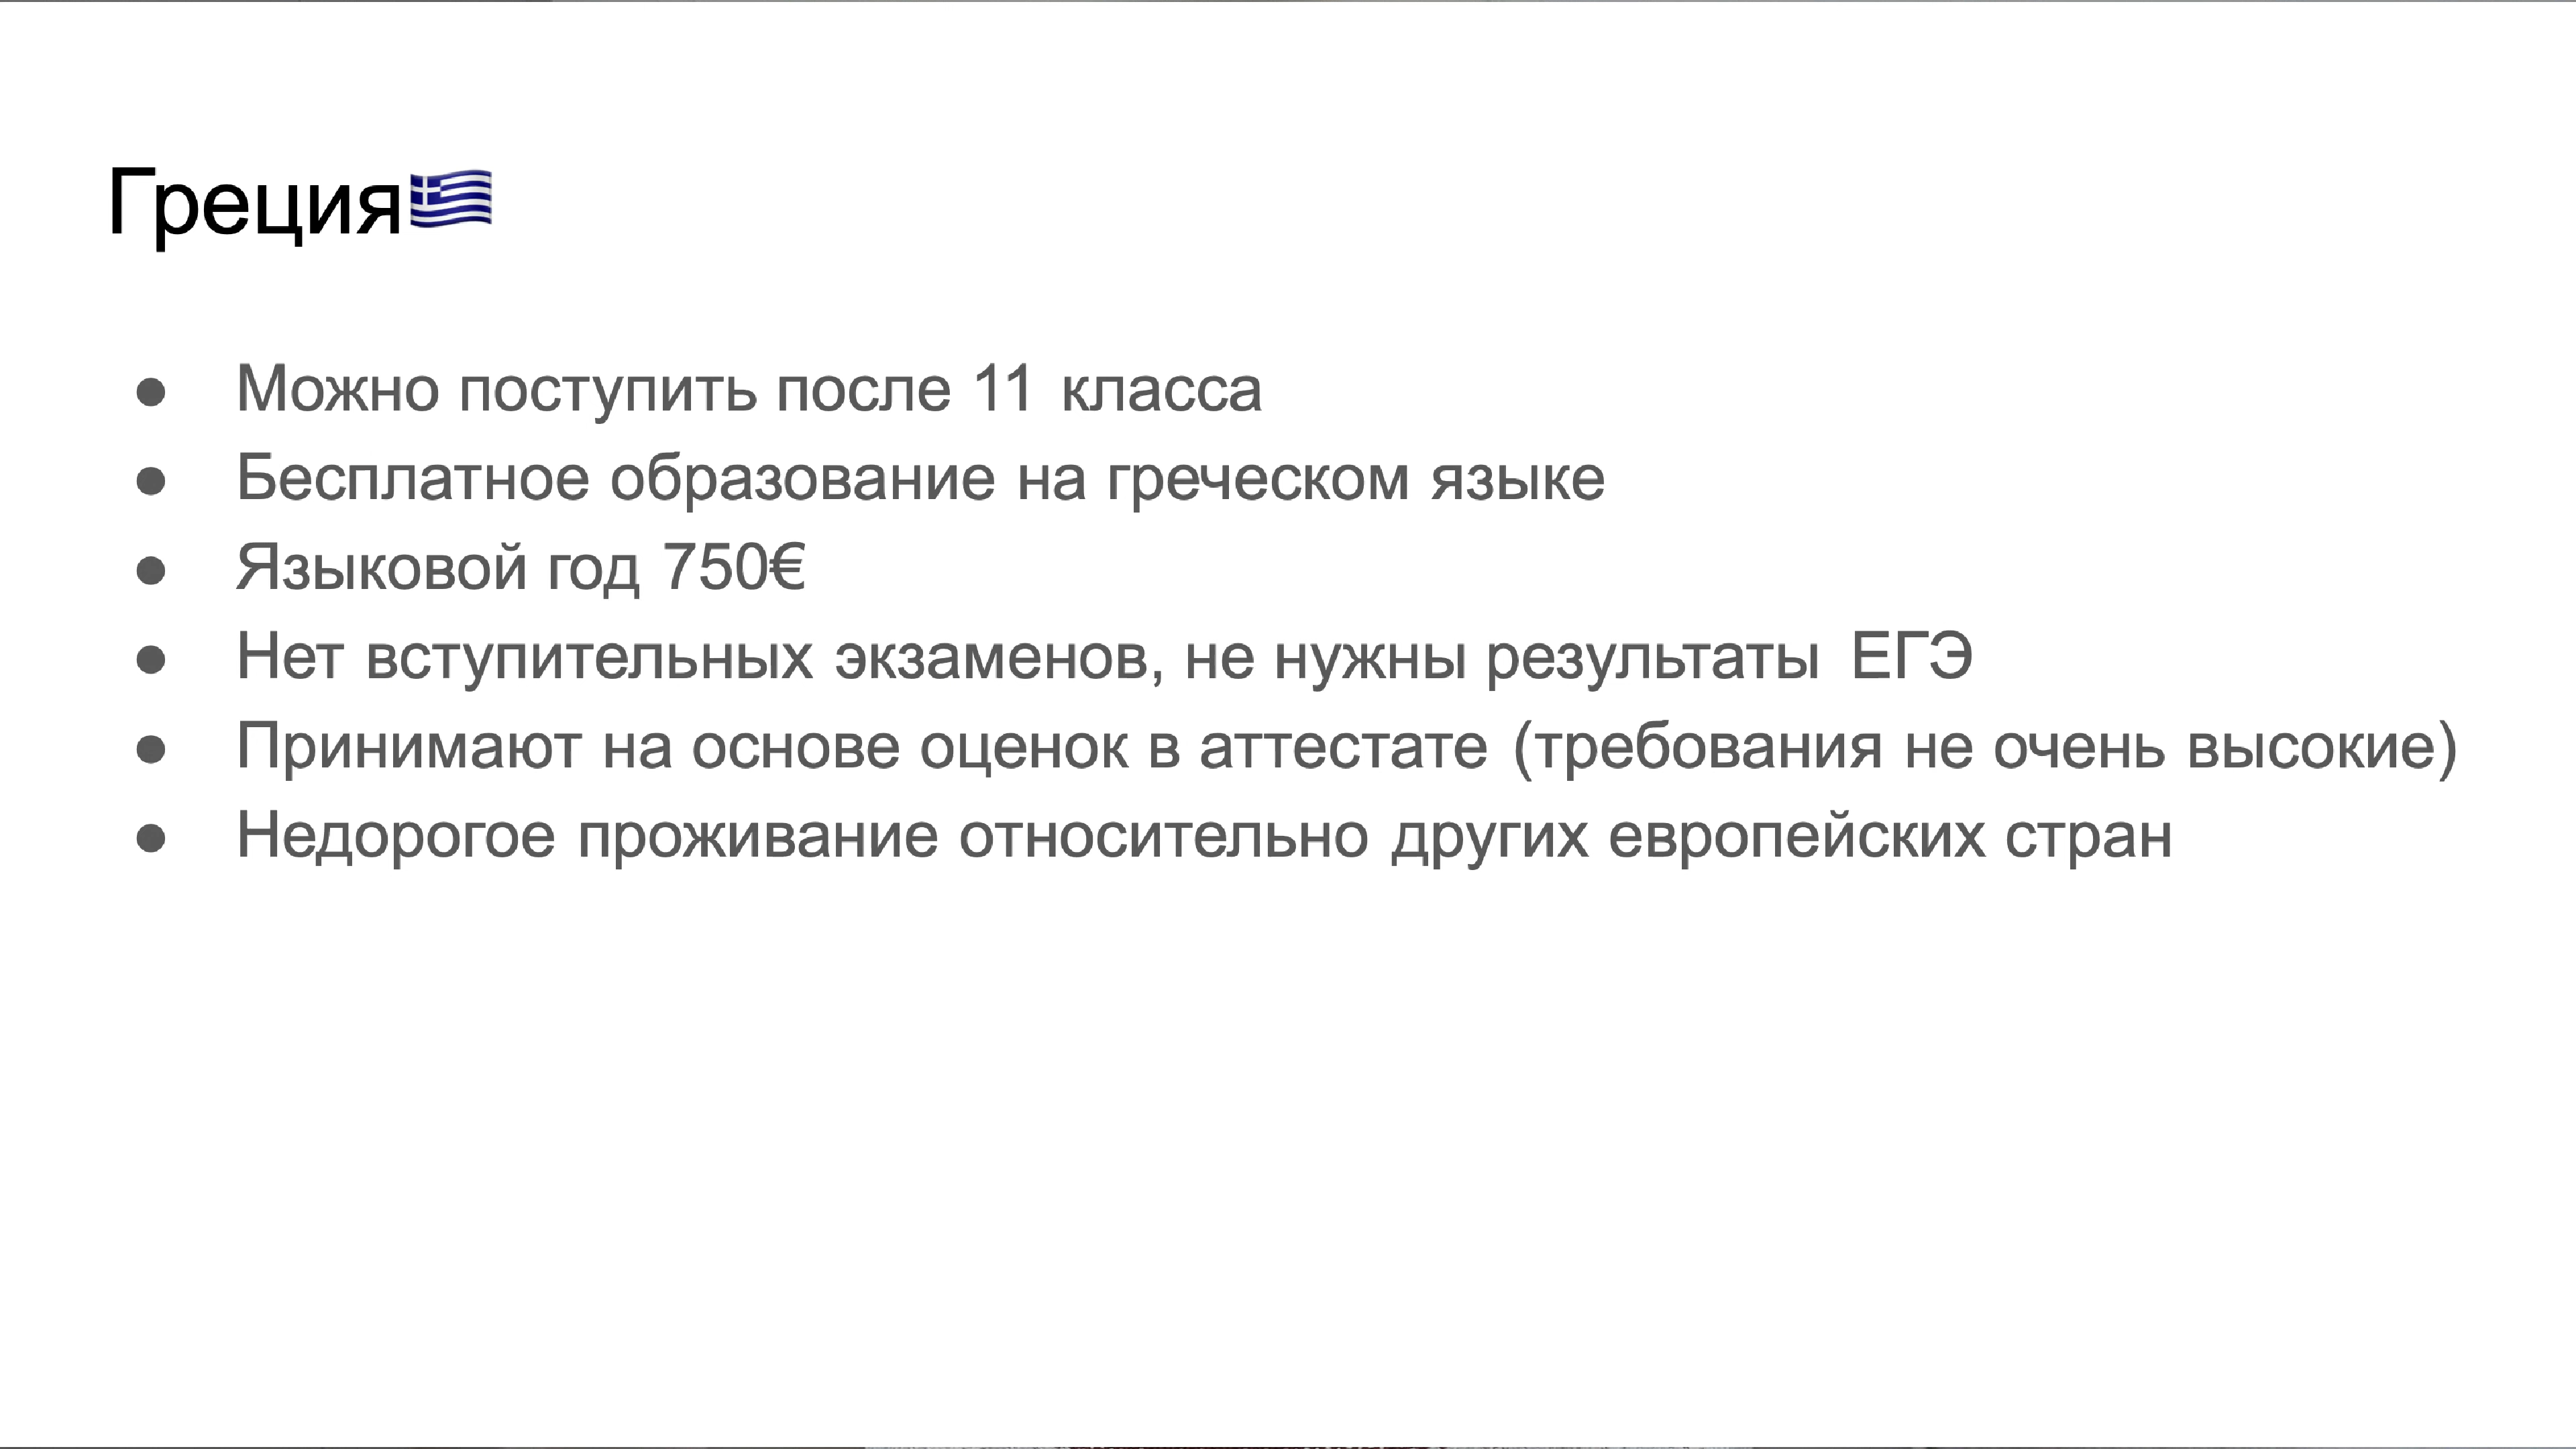 Греция🇬🇷
● Можно поступить после 11 класса
● Бесплатное образование на греческом языке
● Языковой год 750€
● Нет вступительных экзаменов, не нужны результаты ЕГЭ
● Принимают на основе оценок в аттестате (требования не очень высокие)
● Недорогое проживание относительно других европейских стран